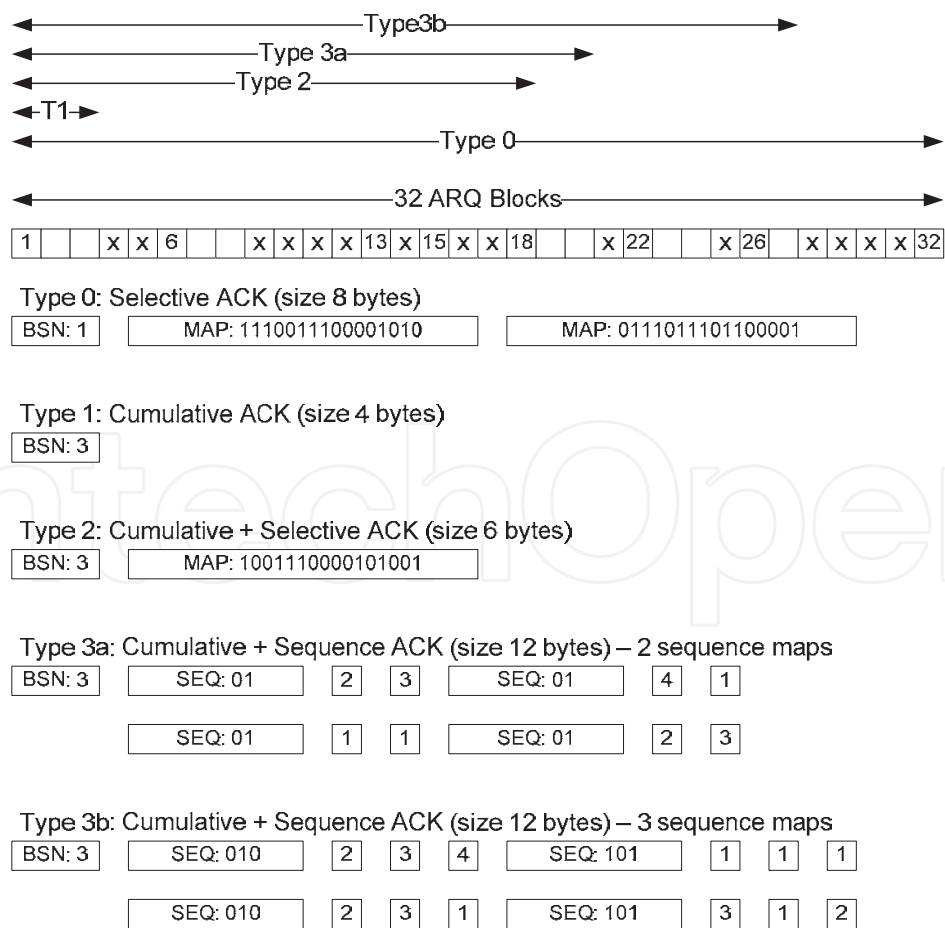 Type3b
Type 3a
Type 2
T1
Type 0
32 ARQ Blocks
1 x x 6 x x x x 13 x 15 x x 18 x 22 x 26 x x x x 32
Type 0: Selective ACK (size 8 bytes)
BSN: 1 MAP: 1110011100001010 MAP: 0111011101100001
Type 1: Cumulative ACK (size 4 bytes)
BSN: 3
Type 2: Cumulative + Selective ACK (size 6 bytes)
BSN: 3 MAP: 1001110000101001
Type 3a: Cumulative + Sequence ACK (size 12 bytes) – 2 sequence maps
BSN: 3 SEQ: 01 2 3 SEQ: 01 4 1
SEQ: 01 1 1 SEQ: 01 2 3
Type 3b: Cumulative + Sequence ACK (size 12 bytes) – 3 sequence maps
BSN: 3 SEQ: 010 2 3 4 SEQ: 101 1 1 1
SEQ: 010 2 3 1 SEQ: 101 3 1 2
ntechOpe